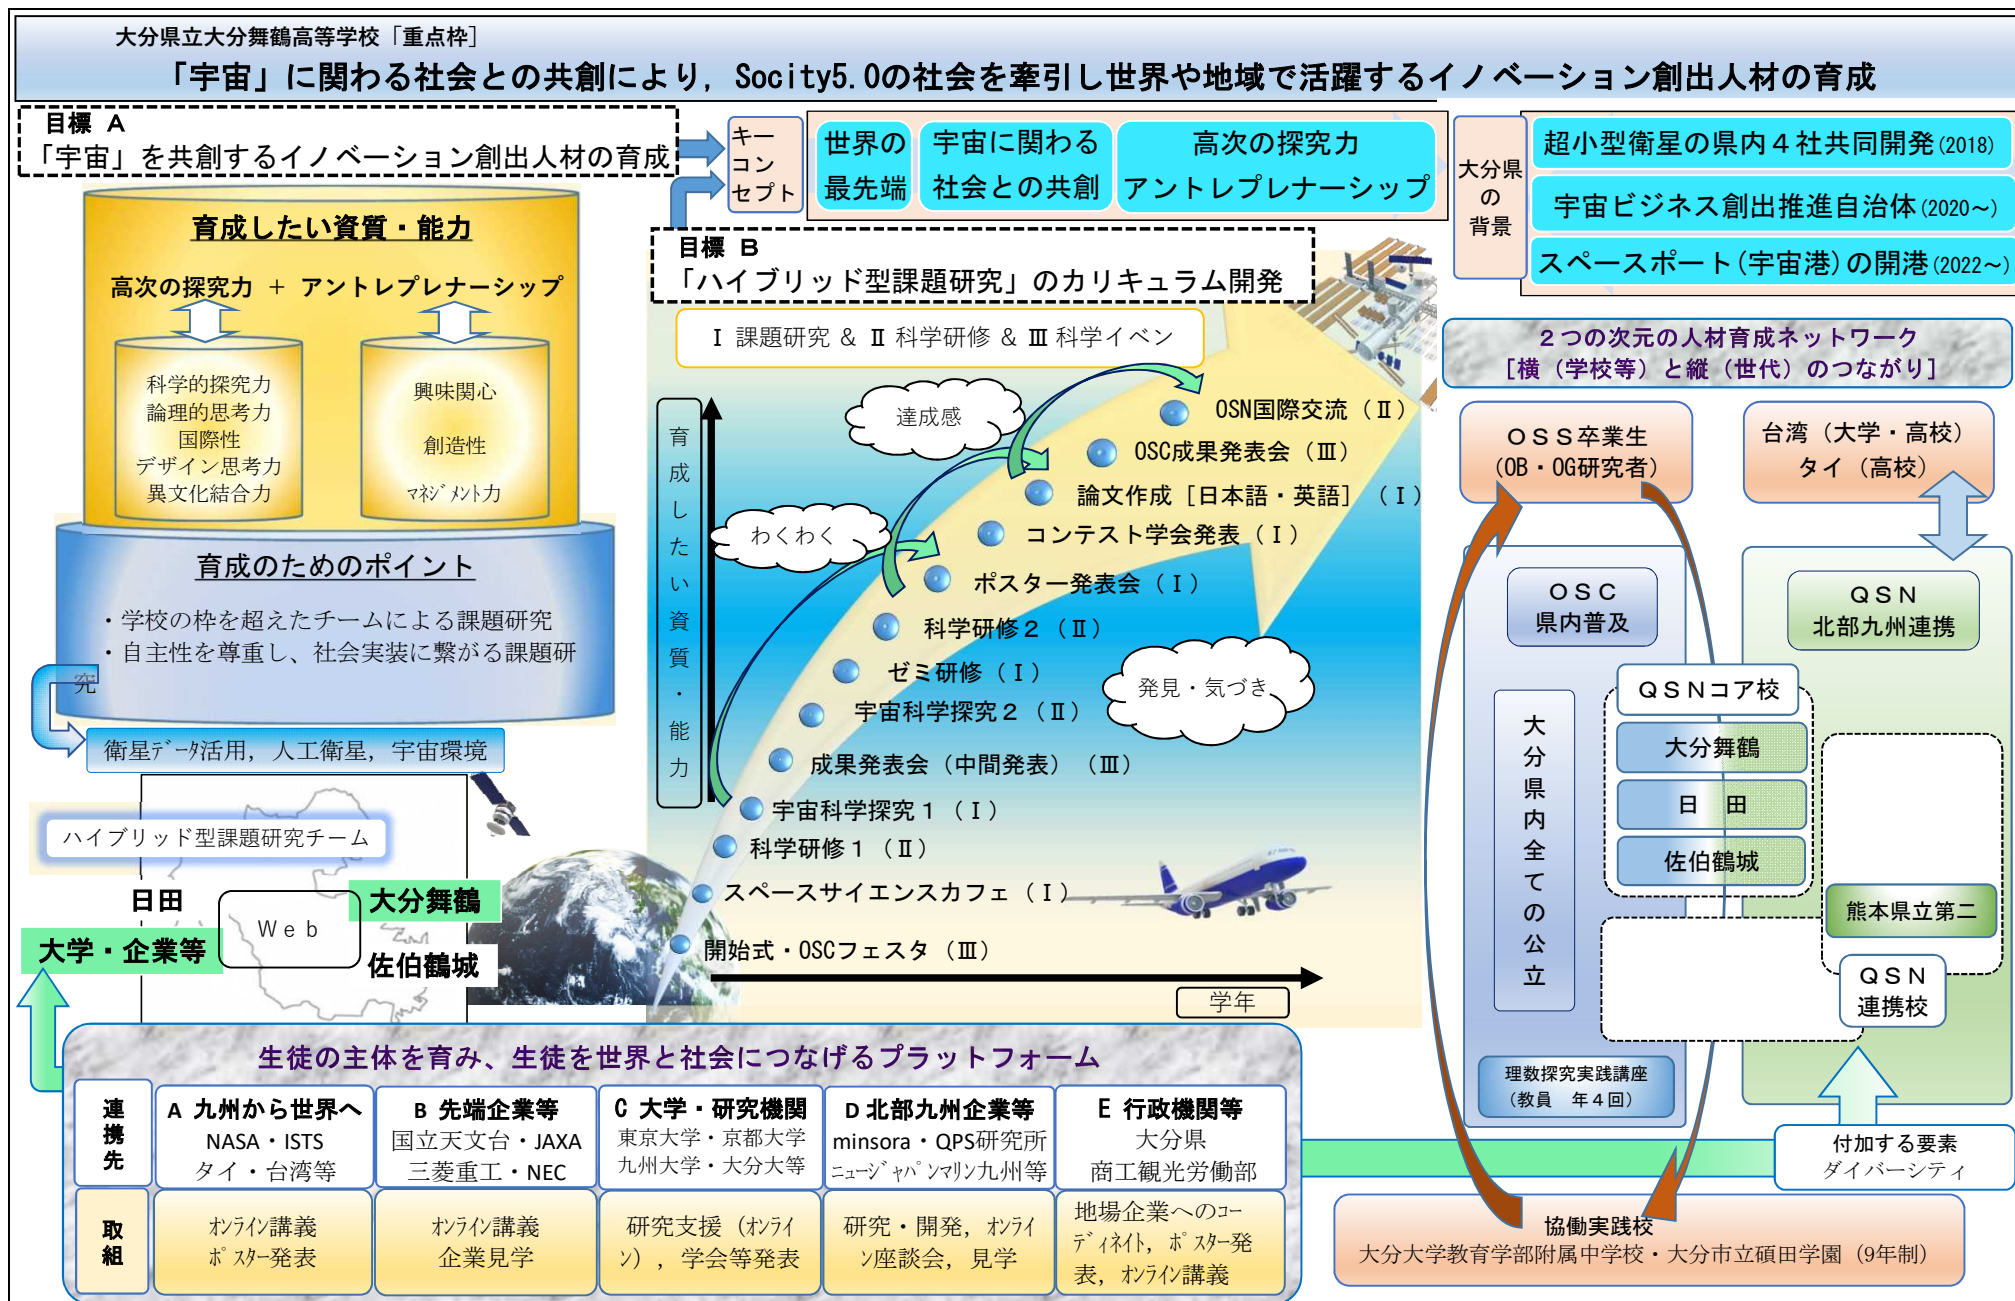 大分県立大分舞鶴高等学校「重点枠］
「宇宙」に関わる社会との共創により，Socity5.0の社会を牽引し世界や地域で活躍するイノベーション創出人材の育成
目標 A
「宇宙」を共創するイノベーション創出人材の育成
キー
コン
セプト
世界の
最先端
宇宙に関わる
社会との共創
高次の探究力
アントレプレナーシップ
大分県
の
背景
超小型衛星の県内４社共同開発(2018)
宇宙ビジネス創出推進自治体(2020～)
スペースポート(宇宙港)の開港(2022～)
育成したい資質・能力
高次の探究力 ＋ アントレプレナーシップ
科学的探究力
論理的思考力
国際性
デザイン思考力
異文化結合力
興味関心
創造性
ﾏﾈｼﾞﾒﾝﾄ力
育成のためのポイント
・学校の枠を超えたチームによる課題研究
・自主性を尊重し、社会実装に繋がる課題研
究
衛星ﾃﾞｰﾀ活用，人工衛星，宇宙環境
ハイブリッド型課題研究チーム
日田
Ｗｅｂ
大分舞鶴
大学・企業等
佐伯鶴城
目標 Ｂ
「ハイブリッド型課題研究」のカリキュラム開発
Ⅰ 課題研究 ＆ Ⅱ 科学研修 ＆ Ⅲ 科学イベン
育成したい資質・能力
達成感
わくわく
発見・気づき
OSN国際交流（Ⅱ）
OSC成果発表会（Ⅲ）
論文作成［日本語・英語］（Ⅰ）
コンテスト学会発表（Ⅰ）
ポスター発表会（Ⅰ）
科学研修２（Ⅱ）
ゼミ研修（Ⅰ）
宇宙科学探究２（Ⅱ）
成果発表会（中間発表）（Ⅲ）
宇宙科学探究１（Ⅰ）
科学研修１（Ⅱ）
スペースサイエンスカフェ（Ⅰ）
開始式・OSCフェスタ（Ⅲ）
学年
２つの次元の人材育成ネットワーク
［横（学校等）と縦（世代）のつながり］
ＯＳＳ卒業生
(OB・OG研究者)
台湾（大学・高校）
タイ（高校）
ＯＳＣ
県内普及
ＱＳＮ
北部九州連携
大分県内全ての公立
ＱＳＮコア校
大分舞鶴
日　田
佐伯鶴城
熊本県立第二
ＱＳＮ
連携校
理数探究実践講座
（教員　年４回）
付加する要素
ダイバーシティ
協働実践校
大分大学教育学部附属中学校・大分市立碩田学園（9年制）
生徒の主体を育み、生徒を世界と社会につなげるプラットフォーム
連携先
A 九州から世界へ
NASA・ISTS
タイ・台湾等
B 先端企業等
国立天文台・JAXA
三菱重工・NEC
C 大学・研究機関
東京大学・京都大学
九州大学・大分大等
D 北部九州企業等
minsora・QPS研究所
ﾆｭｰｼﾞｬﾊﾟﾝﾏﾘﾝ九州等
E 行政機関等
大分県
商工観光労働部
取組
ｵﾝﾗｲﾝ講義
ﾎﾟｽﾀｰ発表
ｵﾝﾗｲﾝ講義
企業見学
研究支援（ｵﾝﾗｲ
ﾝ），学会等発表
研究・開発，ｵﾝﾗｲ
ﾝ座談会，見学
地場企業へのｺｰ
ﾃﾞｨﾈｲﾄ，ﾎﾟｽﾀｰ発
表，ｵﾝﾗｲﾝ講義